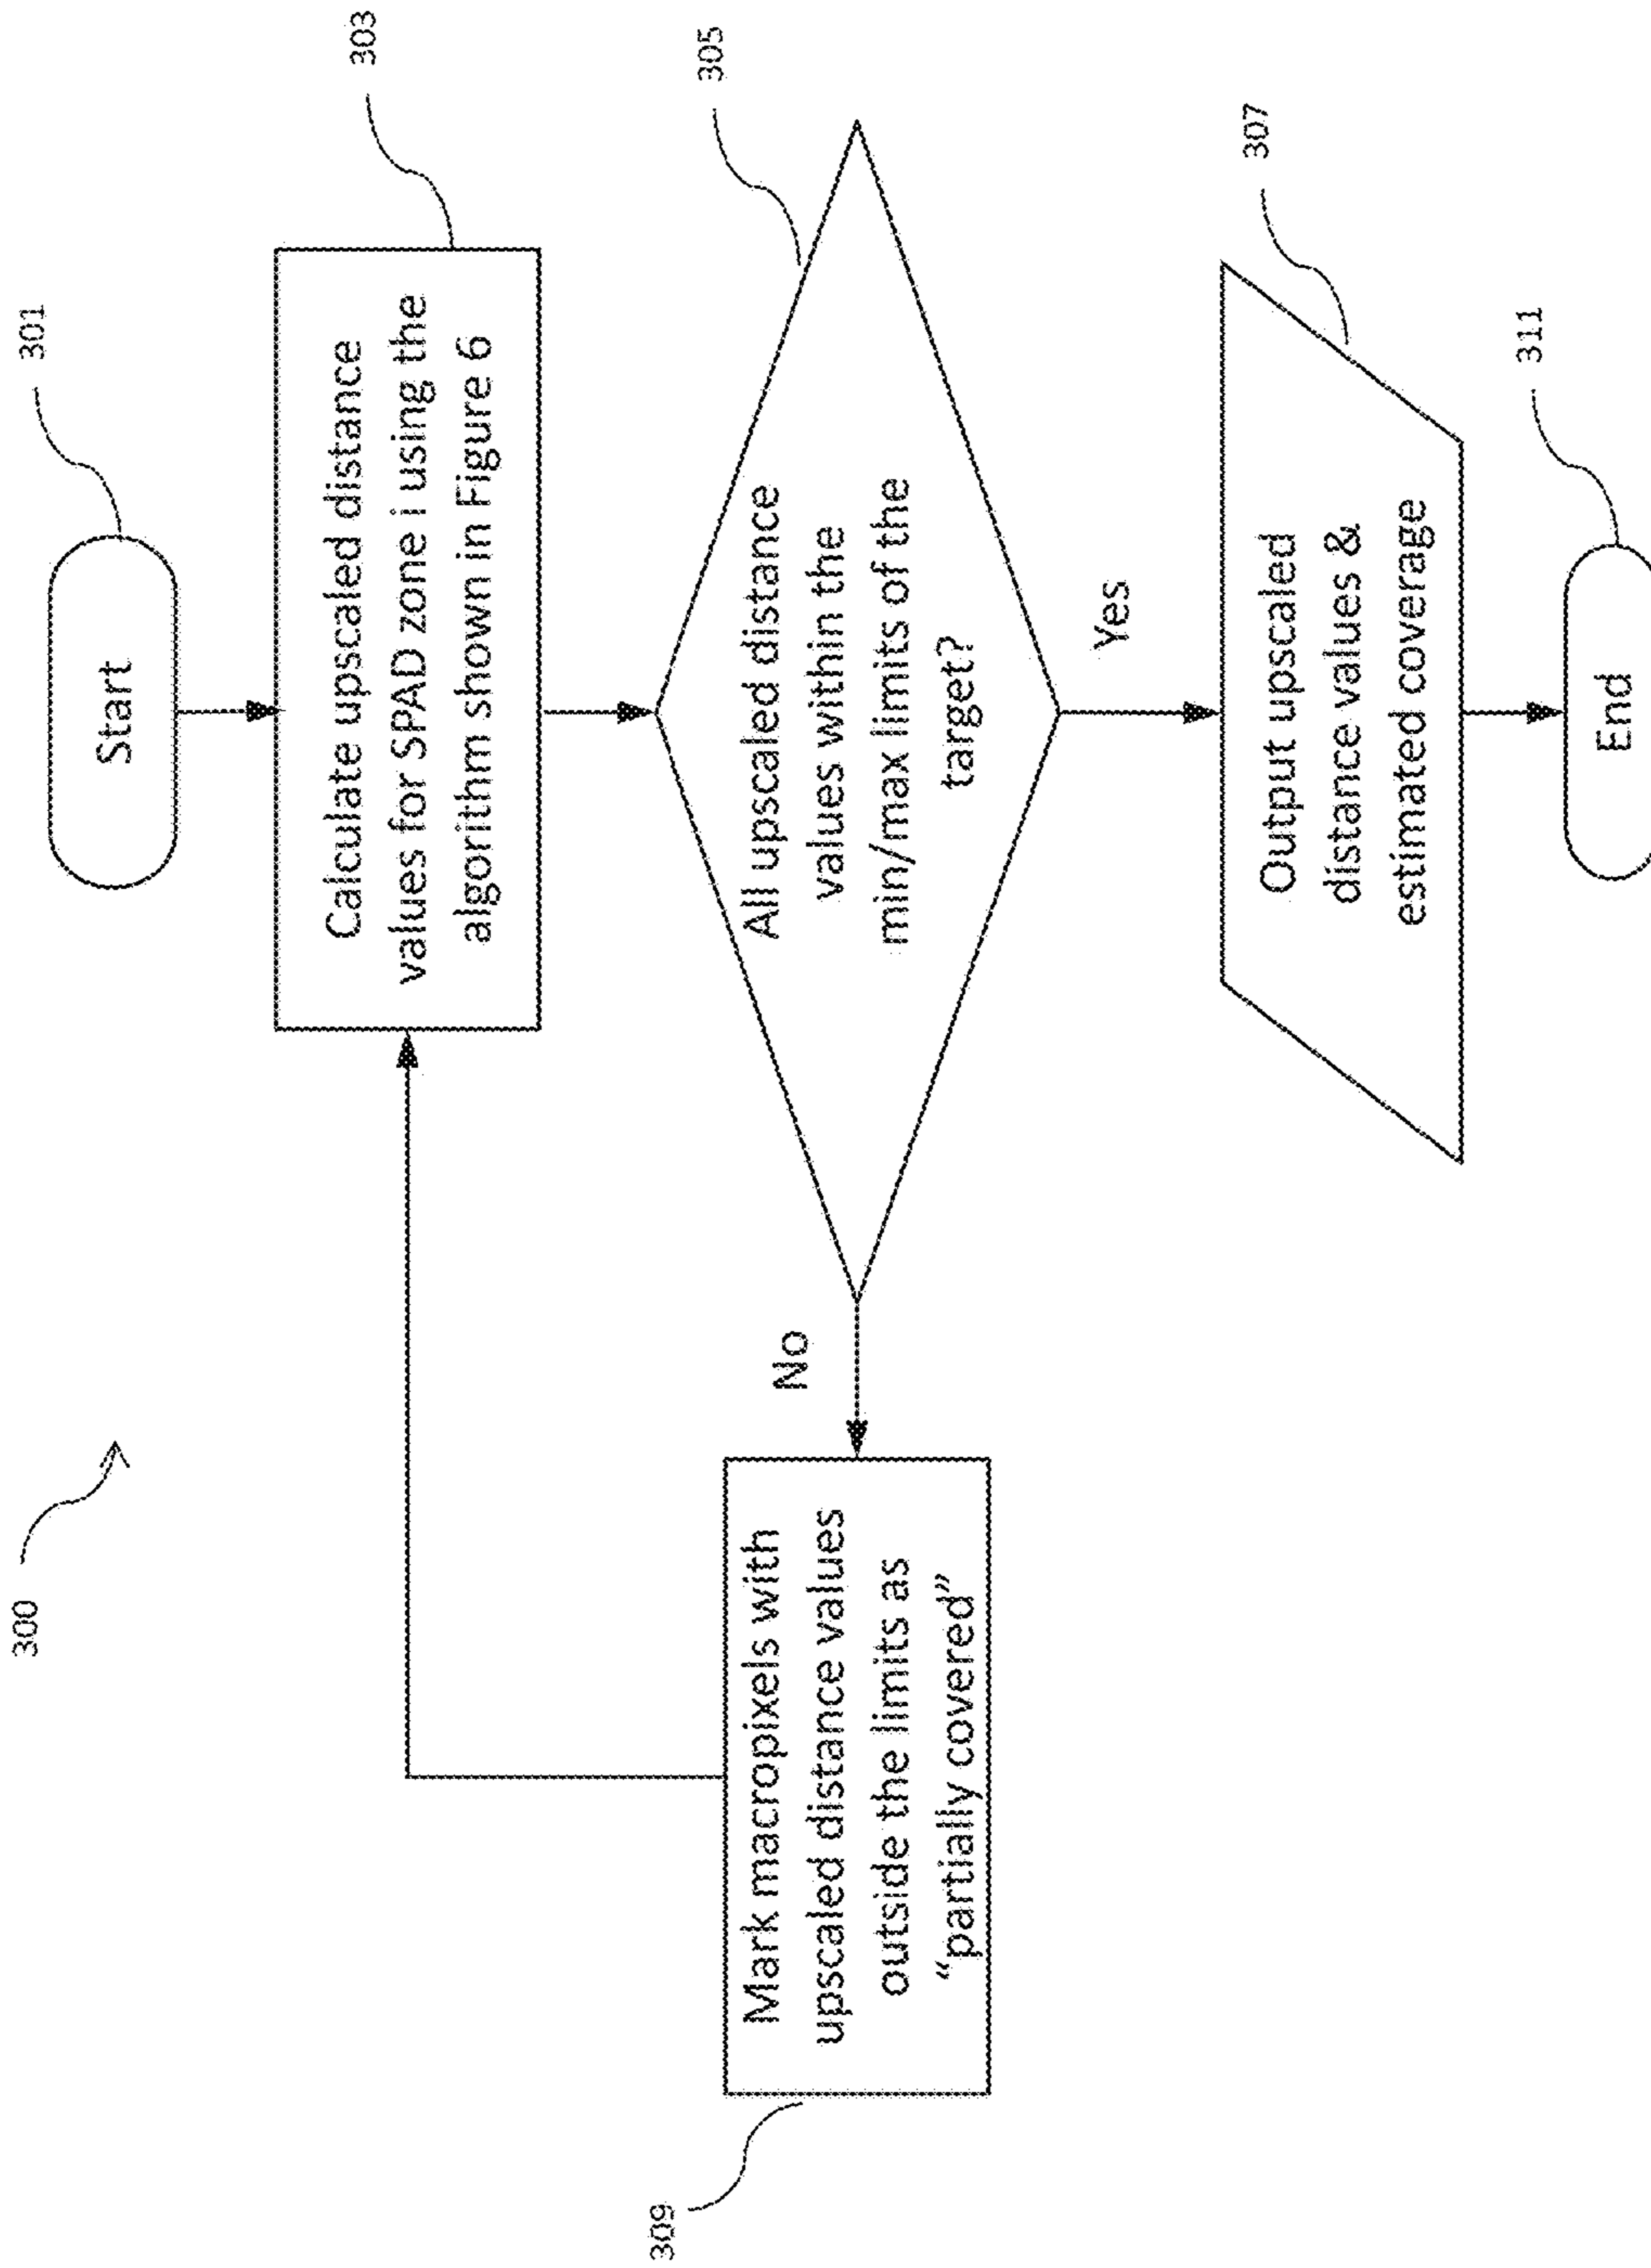 300
Start
301
Calculate upscaled distance
values for SPAD zone i using the
algorithm shown in Figure 6
303
All upscaled distance
values within the
min/max limits of the
target?
305
No
Yes
Mark macropixels with
upscaled distance values
outside the limits as
“partially covered”
309
Output upscaled
distance values &
estimated coverage
307
End
311